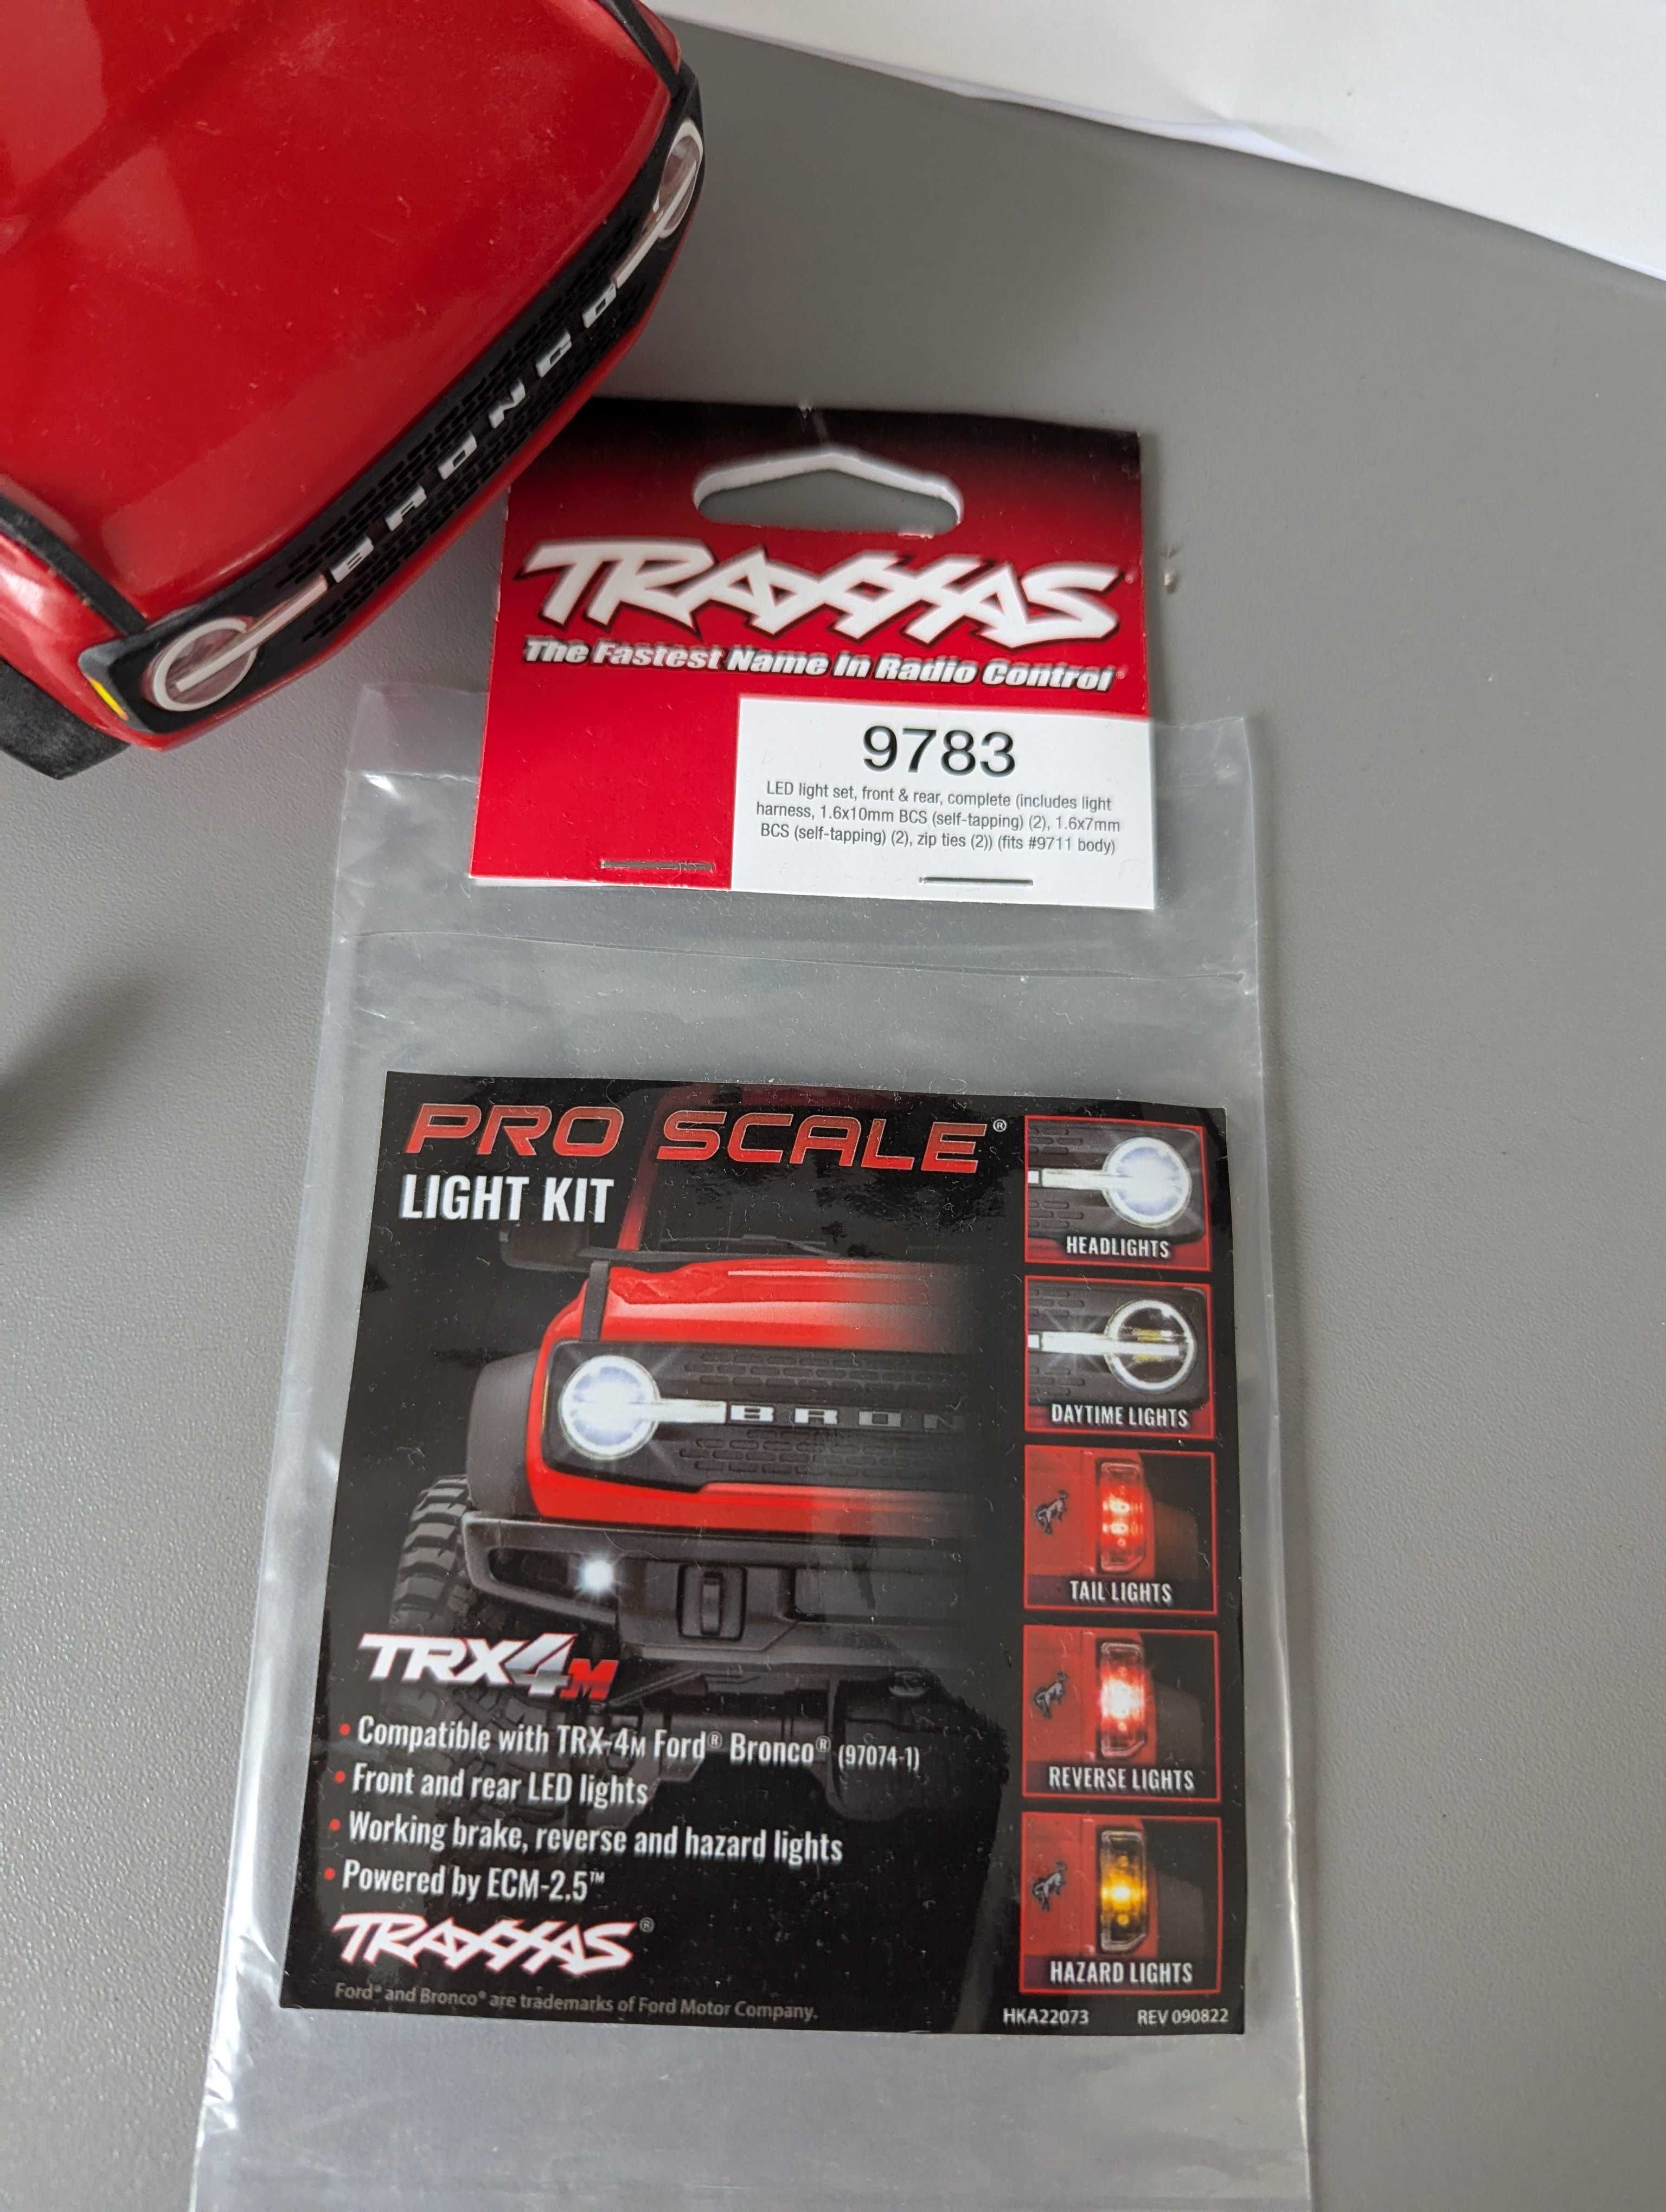 BRONCO
TRAXXAS
The Fastest Name In Radio Control
9783
LED light set, front & rear, complete (includes light
harness, 1.6x10mm BCS (self-tapping) (2), 1.6x7mm
BCS (self-tapping) (2), zip ties (2)) (fits #9711 body)
PRO SCALE®
LIGHT KIT
HEADLIGHTS
DAYTIME LIGHTS
BRON
TAIL LIGHTS
REVERSE LIGHTS
HAZARD LIGHTS
TRX4M
• Compatible with TRX-4M Ford® Bronco® (97074-1)
• Front and rear LED lights
• Working brake, reverse and hazard lights
• Powered by ECM-2.5™
TRAXXAS®
Ford® and Bronco® are trademarks of Ford Motor Company.
HKA22073 REV 090822